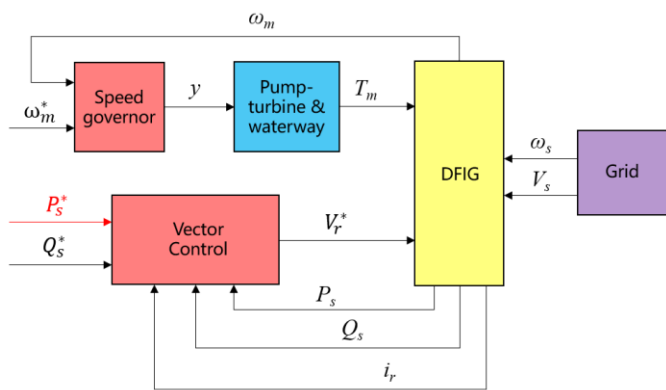 ω_m
Speed
governor
ω_m^*
y
Pump-
turbine &
waterway
T_m
DFIG
ω_s
V_s
Grid
P_s^*
Q_s^*
Vector
Control
V_r^*
P_s
Q_s
i_r